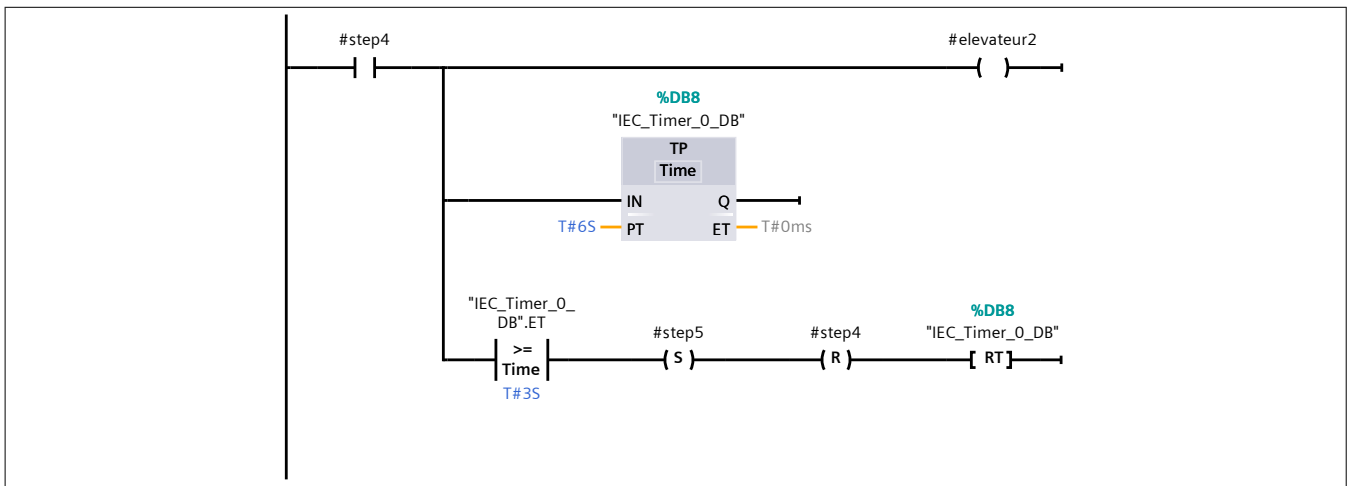 #step4
#elevateur2
%DB8
"IEC_Timer_0_DB"
TP
Time
IN Q
T#6S PT ET T#0ms
"IEC_Timer_0_
DB".ET
>=
Time
T#3S
#step5
S
#step4
R
%DB8
"IEC_Timer_0_DB"
RT